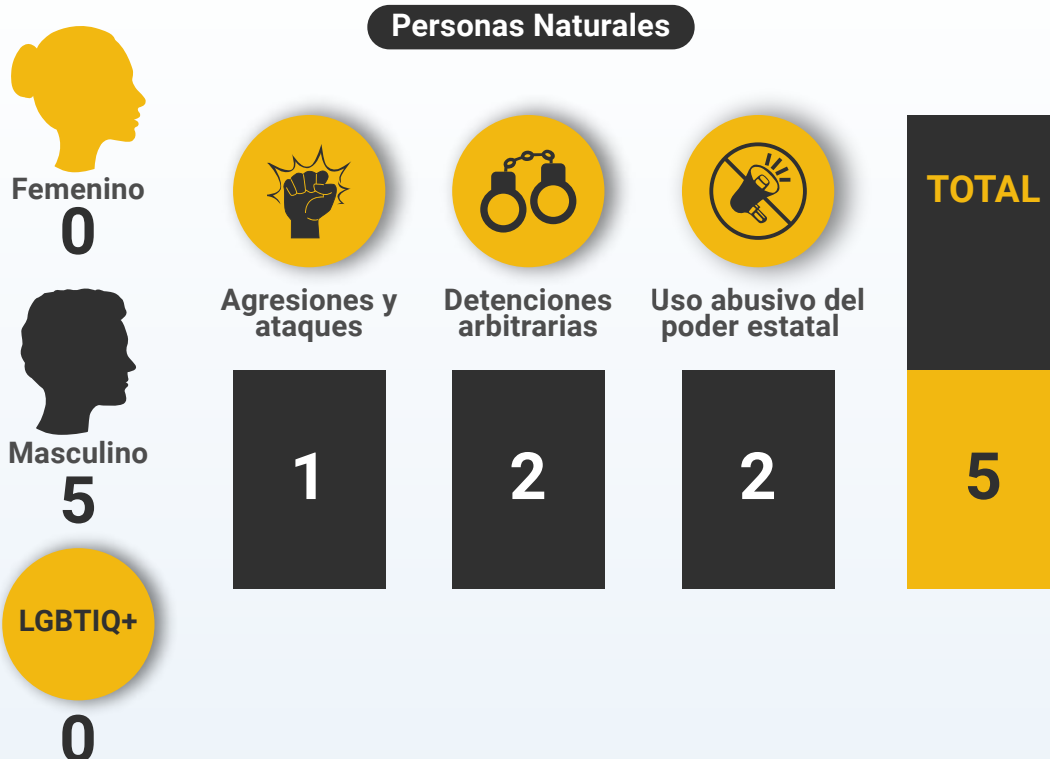 Personas Naturales
Femenino
0
Masculino
5
LGBTIQ+
0
Agresiones y
ataques
1
Detenciones
arbitrarias
2
Uso abusivo del
poder estatal
2
TOTAL
5